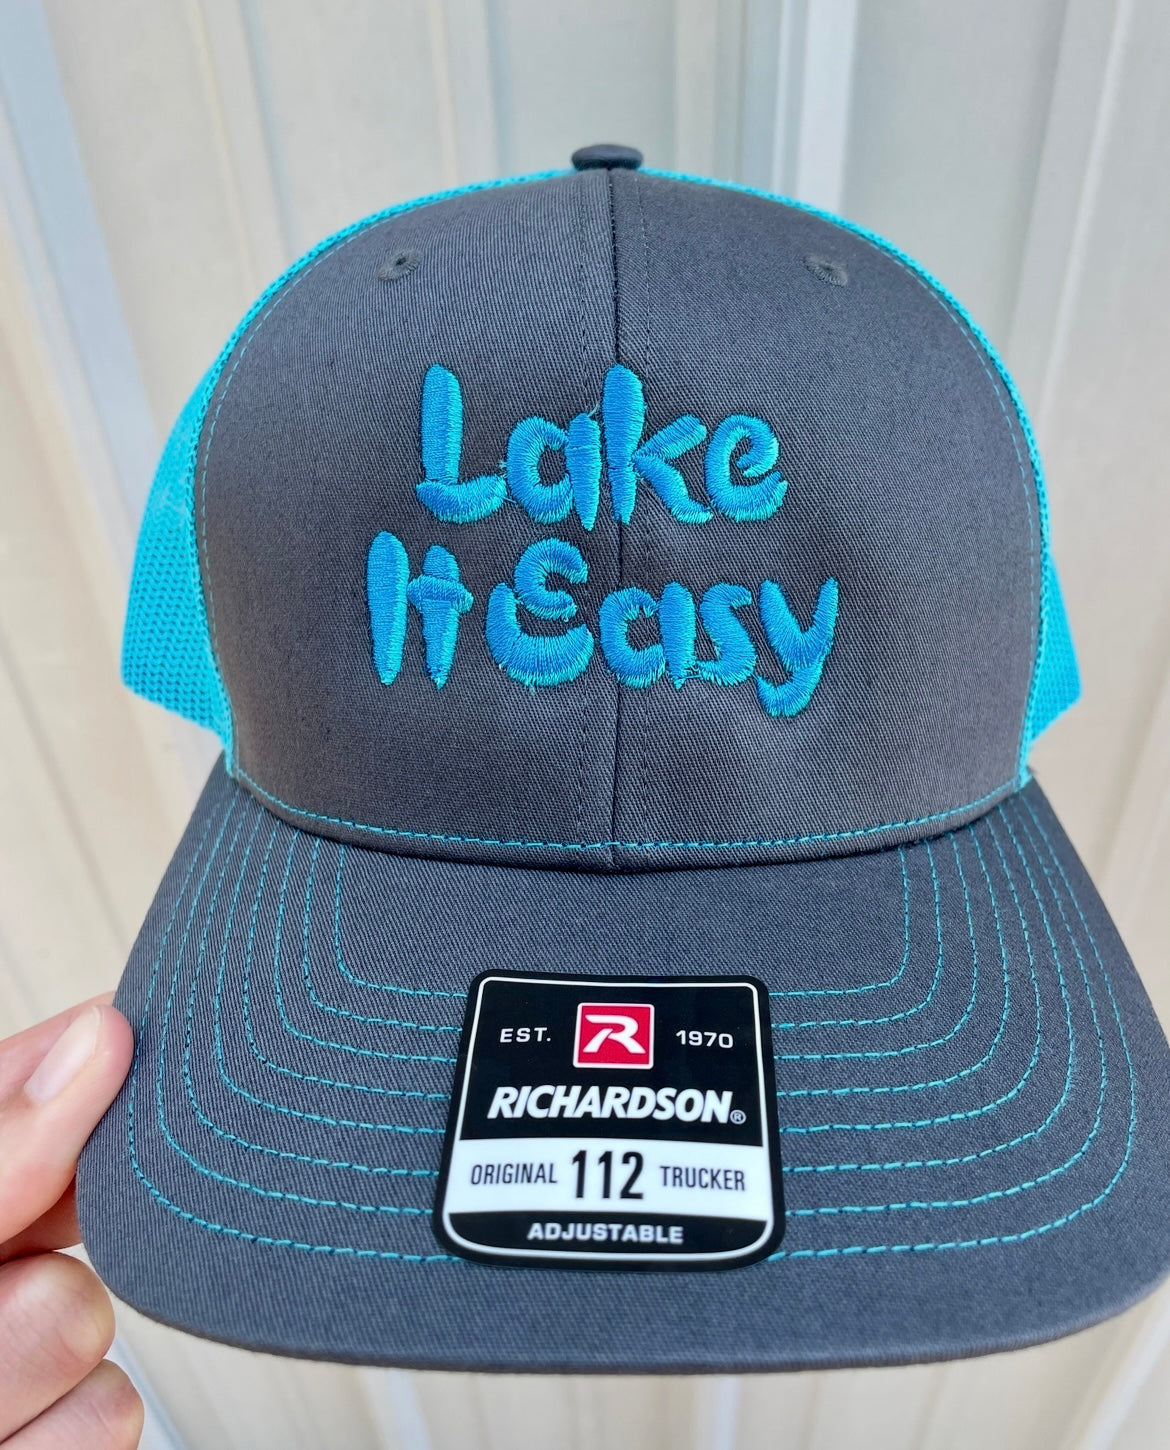 Lake
It Easy
EST. R 1970
RICHARDSON®
ORIGINAL 112 TRUCKER
ADJUSTABLE